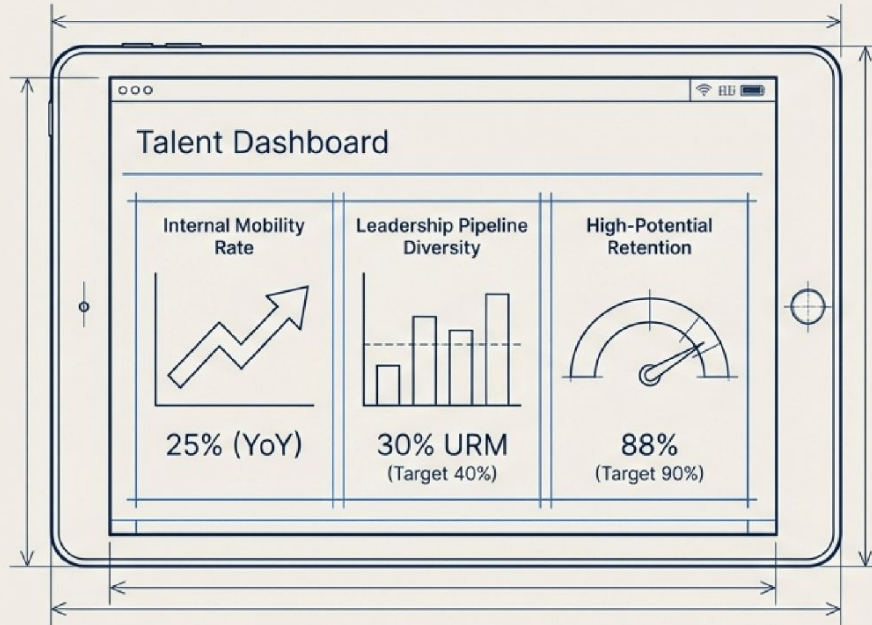 Talent Dashboard
Internal Mobility
Rate
25% (YoY)
Leadership Pipeline
Diversity
30% URM
(Target 40%)
High-Potential
Retention
88%
(Target 90%)